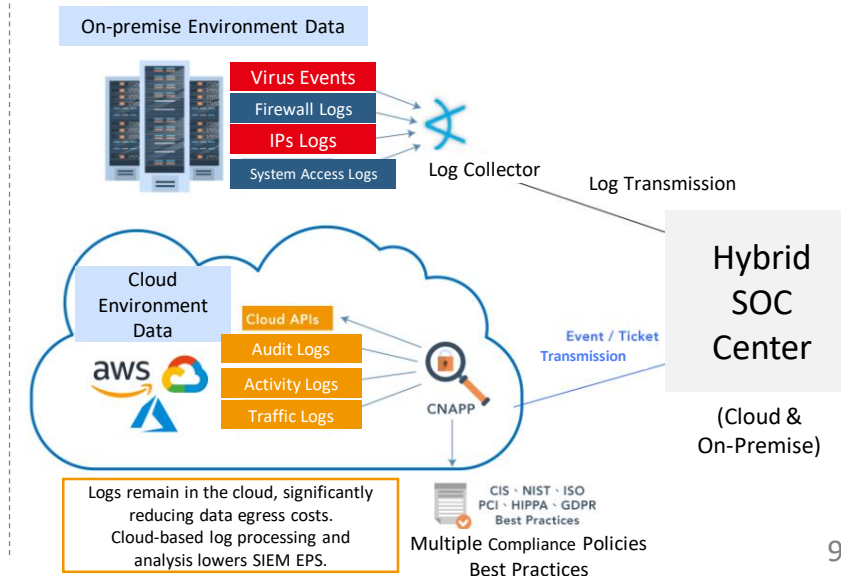 On-premise Environment Data
Virus Events
Firewall Logs
IPs Logs
System Access Logs
Log Collector
Log Transmission
Cloud
Environment
Data
aws
Cloud APIs
Audit Logs
Activity Logs
Traffic Logs
CNAPP
Event / Ticket
Transmission
Hybrid
SOC
Center
(Cloud &
On-Premise)
Logs remain in the cloud, significantly
reducing data egress costs.
Cloud-based log processing and
analysis lowers SIEM EPS.
CIS、NIST、ISO
PCI、HIPPA、GDPR
Best Practices
Multiple Compliance Policies
Best Practices
9